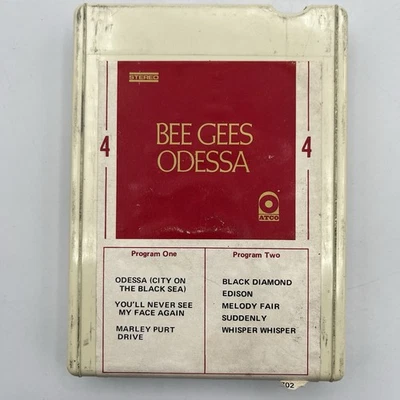 STEREO
BEE GEES
ODESSA
4
4
ATCO
Program One
ODESSA (CITY ON
THE BLACK SEA)
YOU'LL NEVER SEE
MY FACE AGAIN
MARLEY PURT
DRIVE
Program Two
BLACK DIAMOND
EDISON
MELODY FAIR
SUDDENLY
WHISPER WHISPER
702